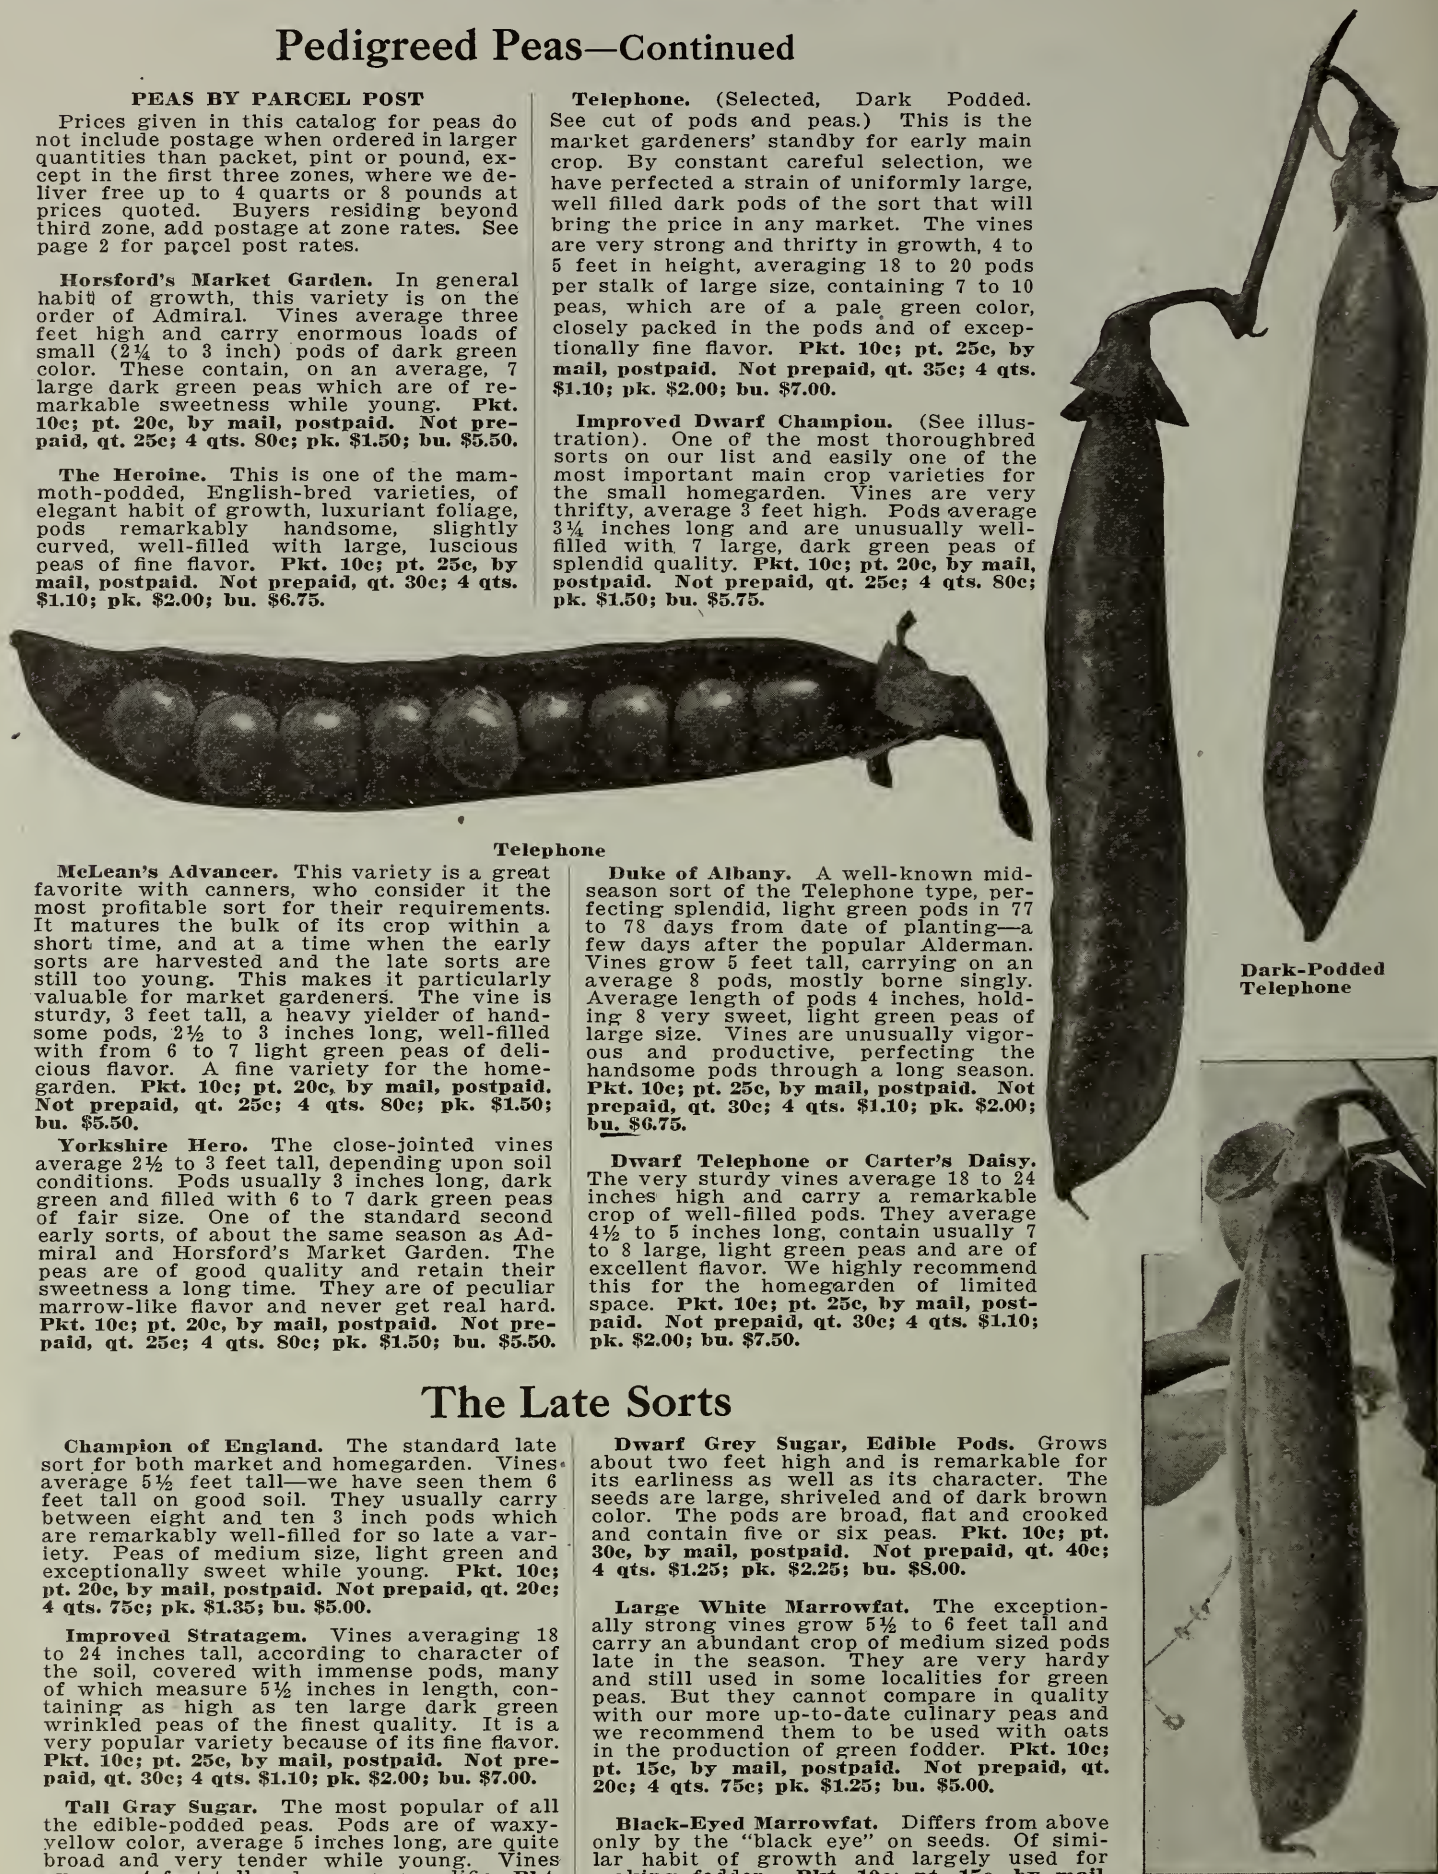 Pedigreed Peas—Continued
PEAS BY PARCEL POST
Prices given in this catalog for peas do
not include postage when ordered in larger
quantities than packet, pint or pound, ex-
cept in the first three zones, where we de-
liver free up to 4 quarts or 8 pounds at
prices quoted. Buyers residing beyond
third zone, add postage at zone rates. See
page 2 for parcel post rates.
Horsford's Market Garden. In general
habit of growth, this variety is on the
order of Admiral. Vines average three
feet high and carry enormous loads of
small (2¼ to 3 inch) pods of dark green
color. These contain, on an average, 7
large dark green peas which are of re-
markable sweetness while young. Pkt.
10c; pt. 20c, by mail, postpaid. Not pre-
paid, qt. 25c; 4 qts. 80c; pk. $1.50; bu. $5.50.
The Heroine. This is one of the mam-
moth-podded, English-bred varieties, of
elegant habit of growth, luxuriant foliage,
pods remarkably handsome, slightly
curved, well-filled with large, luscious
peas of fine flavor. Pkt. 10c; pt. 25c, by
mail, postpaid. Not prepaid, qt. 30c; 4 qts.
$1.10; pk. $2.00; bu. $6.75.
Telephone. (Selected, Dark Podded.
See cut of pods and peas.) This is the
market gardeners' standby for early main
crop. By constant careful selection, we
have perfected a strain of uniformly large,
well filled dark pods of the sort that will
bring the price in any market. The vines
are very strong and thrifty in growth, 4 to
5 feet in height, averaging 18 to 20 pods
per stalk of large size, containing 7 to 10
peas, which are of a pale green color,
closely packed in the pods and of excep-
tionally fine flavor. Pkt. 10c; pt. 25c, by
mail, postpaid. Not prepaid, qt. 35c; 4 qts.
$1.10; pk. $2.00; bu. $7.00.
Improved Dwarf Champion. (See illus-
tration). One of the most thoroughbred
sorts on our list and easily one of the
most important main crop varieties for
the small homegarden. Vines are very
thrifty, average 3 feet high. Pods average
3¼ inches long and are unusually well-
filled with 7 large, dark green peas of
splendid quality. Pkt. 10c; pt. 20c, by mail,
postpaid. Not prepaid, qt. 25c; 4 qts. 80c;
pk. $1.50; bu. $5.75.
Telephone
McLean's Advancer. This variety is a great
favorite with canners, who consider it the
most profitable sort for their requirements.
It matures the bulk of its crop within a
short time, and at a time when the early
sorts are harvested and the late sorts are
still too young. This makes it particularly
valuable for market gardeners. The vine is
sturdy, 3 feet tall, a heavy yielder of hand-
some pods, 2½ to 3 inches long, well-filled
with from 6 to 7 light green peas of deli-
cious flavor. A fine variety for the home-
garden. Pkt. 10c; pt. 20c, by mail, postpaid.
Not prepaid, qt. 25c; 4 qts. 80c; pk. $1.50;
bu. $5.50.
Yorkshire Hero. The close-jointed vines
average 2½ to 3 feet tall, depending upon soil
conditions. Pods usually 3 inches long, dark
green and filled with 6 to 7 dark green peas
of fair size. One of the standard second
early sorts, of about the same season as Ad-
miral and Horsford's Market Garden. The
peas are of good quality and retain their
sweetness a long time. They are of peculiar
marrow-like flavor and never get real hard.
Pkt. 10c; pt. 20c, by mail, postpaid. Not pre-
paid, qt. 25c; 4 qts. 80c; pk. $1.50; bu. $5.50.
Duke of Albany. A well-known mid-
season sort of the Telephone type, per-
fecting splendid, light green pods in 77
to 78 days from date of planting—a
few days after the popular Alderman.
Vines grow 5 feet tall, carrying on an
average 8 pods, mostly borne singly.
Average length of pods 4 inches, hold-
ing 8 very sweet, light green peas of
large size. Vines are unusually vigor-
ous and productive, perfecting the
handsome pods through a long season.
Pkt. 10c; pt. 25c, by mail, postpaid. Not
prepaid, qt. 30c; 4 qts. $1.10; pk. $2.00;
bu. $6.75.
Dwarf Telephone or Carter's Daisy.
The very sturdy vines average 18 to 24
inches high and carry a remarkable
crop of well-filled pods. They average
4½ to 5 inches long, contain usually 7
to 8 large, light green peas and are of
excellent flavor. We highly recommend
this for the homegarden of limited
space. Pkt. 10c; pt. 25c, by mail, post-
paid. Not prepaid, qt. 30c; 4 qts. $1.10;
pk. $2.00; bu. $7.50.
Dark-Podded
Telephone
The Late Sorts
Champion of England. The standard late
sort for both market and homegarden. Vines
average 5½ feet tall—we have seen them 6
feet tall on good soil. They usually carry
between eight and ten 3 inch pods which
are remarkably well-filled for so late a var-
iety. Peas of medium size, light green and
exceptionally sweet while young. Pkt. 10c;
pt. 20c, by mail, postpaid. Not prepaid, qt. 20c;
4 qts. 75c; pk. $1.35; bu. $5.00.
Improved Stratagem. Vines averaging 18
to 24 inches tall, according to character of
the soil, covered with immense pods, many
of which measure 5½ inches in length, con-
taining as high as ten large dark green
wrinkled peas of the finest quality. It is a
very popular variety because of its fine flavor.
Pkt. 10c; pt. 25c, by mail, postpaid. Not pre-
paid, qt. 30c; 4 qts. $1.10; pk. $2.00; bu. $7.00.
Tall Gray Sugar. The most popular of all
the edible-podded peas. Pods are of waxy-
yellow color, average 5 inches long, are quite
broad and very tender while young. Vines
Dwarf Grey Sugar, Edible Pods. Grows
about two feet high and is remarkable for
its earliness as well as its character. The
seeds are large, shriveled and of dark brown
color. The pods are broad, flat and crooked
and contain five or six peas. Pkt. 10c; pt.
30c, by mail, postpaid. Not prepaid, qt. 40c;
4 qts. $1.25; pk. $2.25; bu. $8.00.
Large White Marrowfat. The exception-
ally strong vines grow 5½ to 6 feet tall and
carry an abundant crop of medium sized pods
late in the season. They are very hardy
and still used in some localities for green
peas. But they cannot compare in quality
with our more up-to-date culinary peas and
we recommend them to be used with oats
in the production of green fodder. Pkt. 10c;
pt. 15c, by mail, postpaid. Not prepaid, qt.
20c; 4 qts. 75c; pk. $1.25; bu. $5.00.
Black-Eyed Marrowfat. Differs from above
only by the "black eye" on seeds. Of simi-
lar habit of growth and largely used for